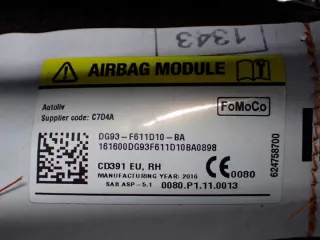 1343
AIRBAG MODULE
Autoliv
Supplier code: C7D4A
FoMoCo
DG93-F611D10-BA
161600DG93F611D10BA0898
CD391 EU, RH
MANUFACTURING YEAR: 2016
SAB ASP-5.1
CE 0080
0080.P1.11.0013
624758700